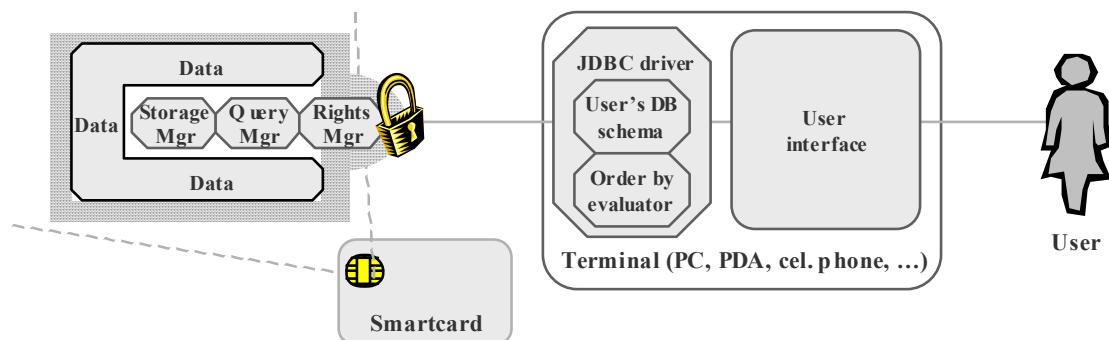 Data
Data
Storage
Mgr
Query
Mgr
Rights
Mgr
Data
Smartcard
JDBC driver
User's DB
schema
Order by
evaluator
User
interface
Terminal (PC, PDA, cel. phone, …)
User